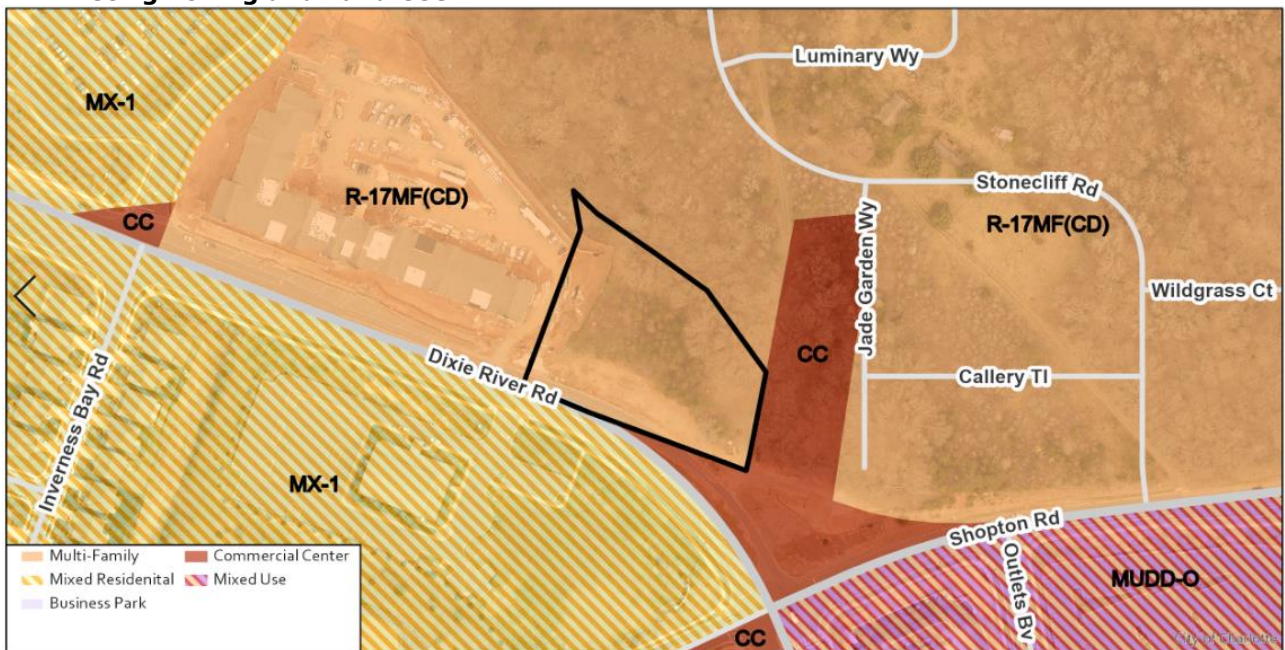 MX-1
Luminary Wy
R-17MF(CD)
Stonecliff Rd
CC
R-17MF(CD)
Jade Garden Wy
Wildgrass Ct
CC
Dixie River Rd
Callery Tl
Inverness Bay Rd
MX-1
Shopton Rd
Multi-Family
Commercial Center
Mixed Residenital
Mixed Use
Business Park
Outlets Bv
MUDD-O
CC
City of Charlotte